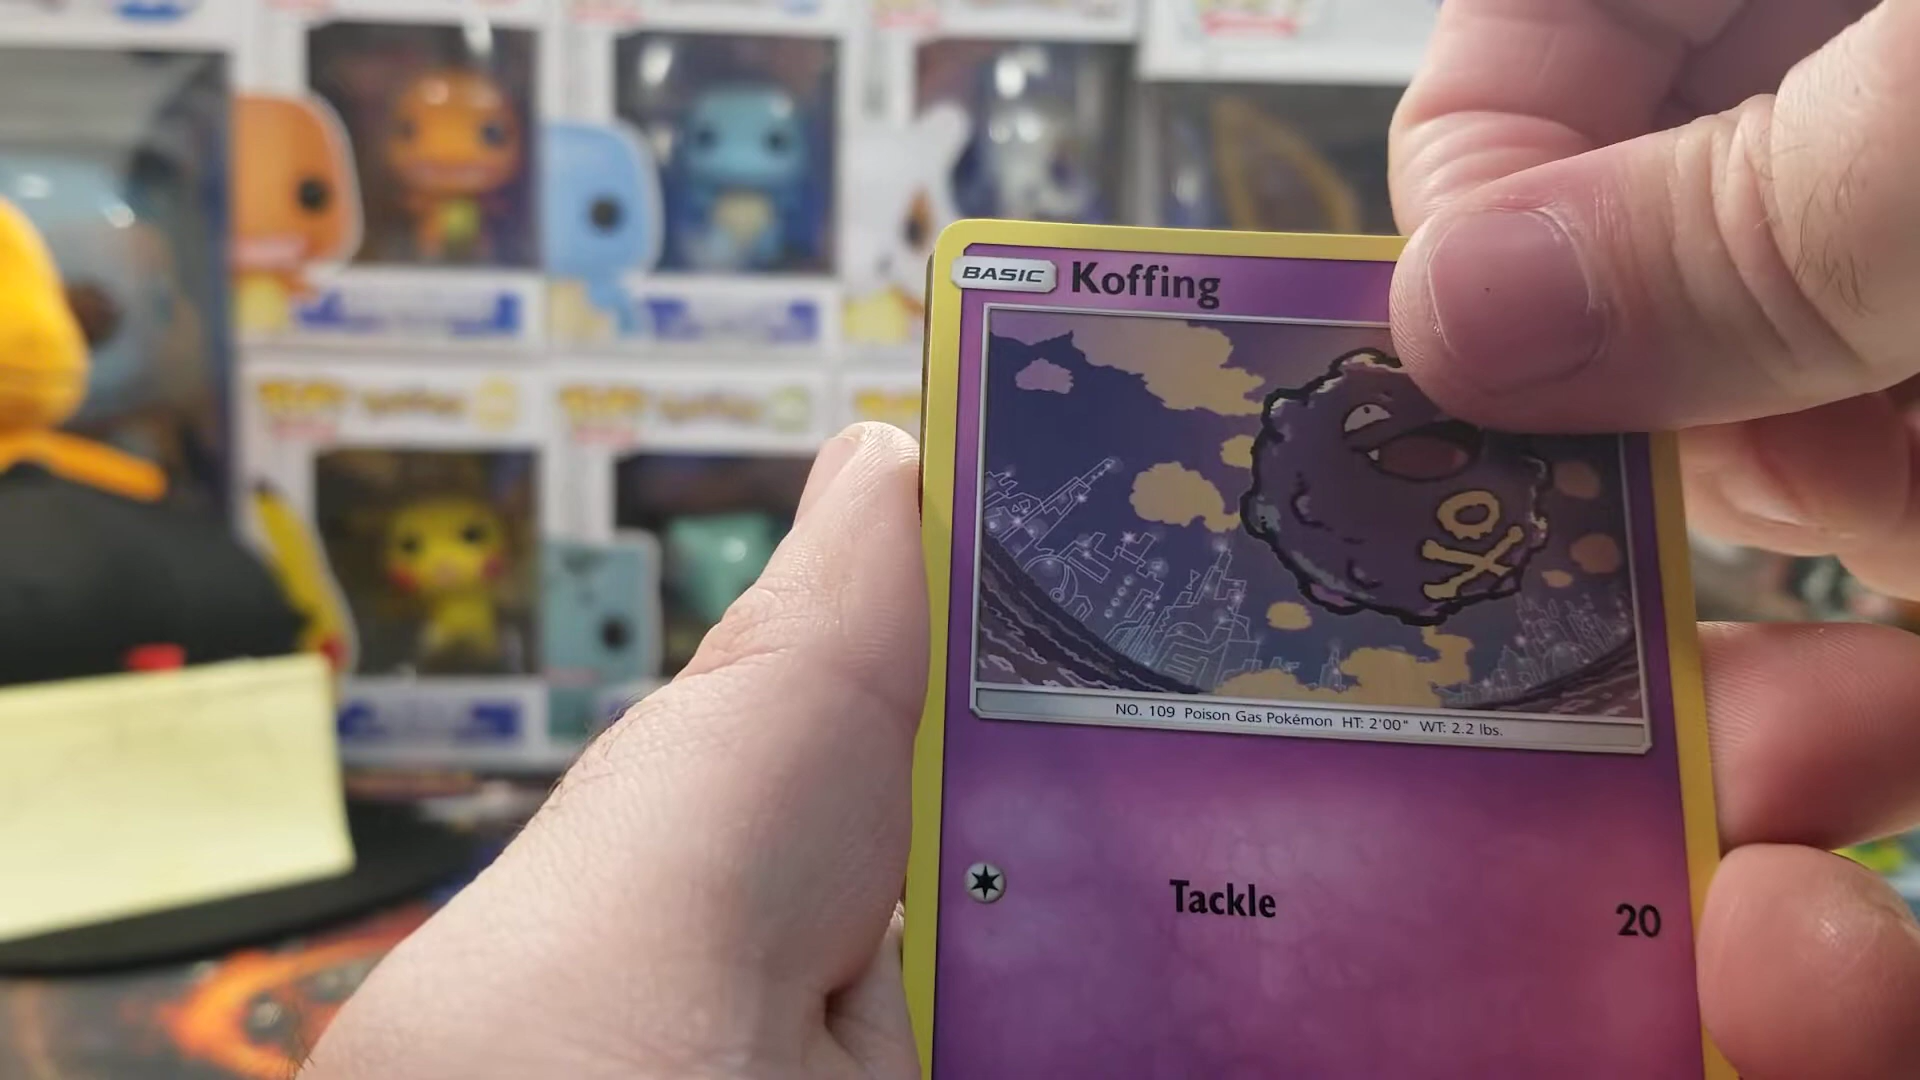 BASIC Koffing
NO. 109 Poison Gas Pokémon HT: 2'00" WT: 2.2 lbs.
Tackle 20